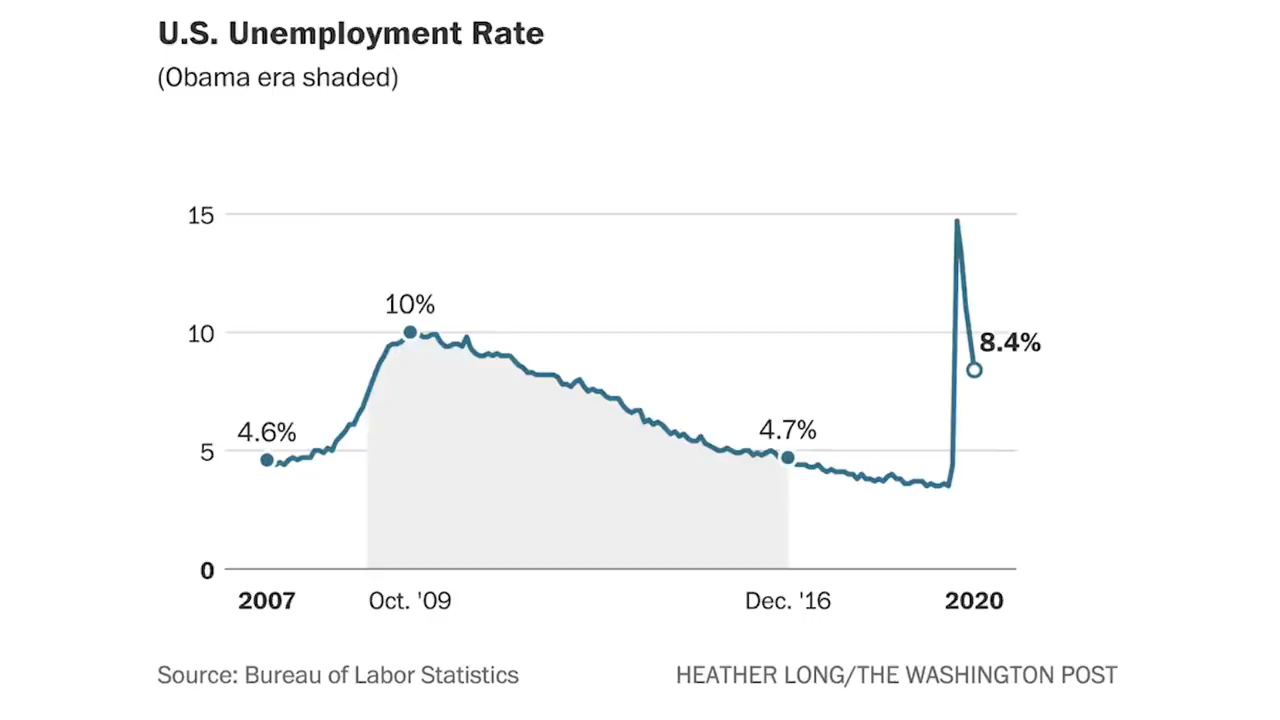 U.S. Unemployment Rate
(Obama era shaded)
15
10%
10
8.4%
4.6%
4.7%
5
0
2007 Oct. '09 Dec. '16 2020
Source: Bureau of Labor Statistics HEATHER LONG/THE WASHINGTON POST